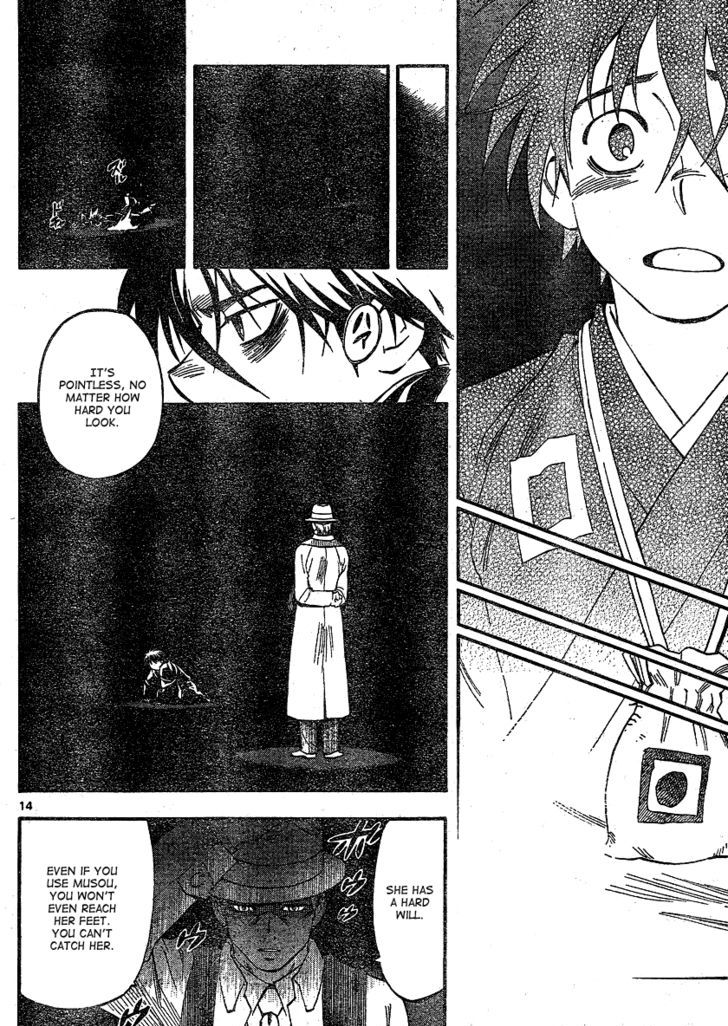 IT'S
POINTLESS, NO
MATTER HOW
HARD YOU
LOOK.
14
SHE HAS
A HARD
WILL.
EVEN IF YOU
USE MUSOU,
YOU WON'T
EVEN REACH
HER FEET.
YOU CAN'T
CATCH HER.